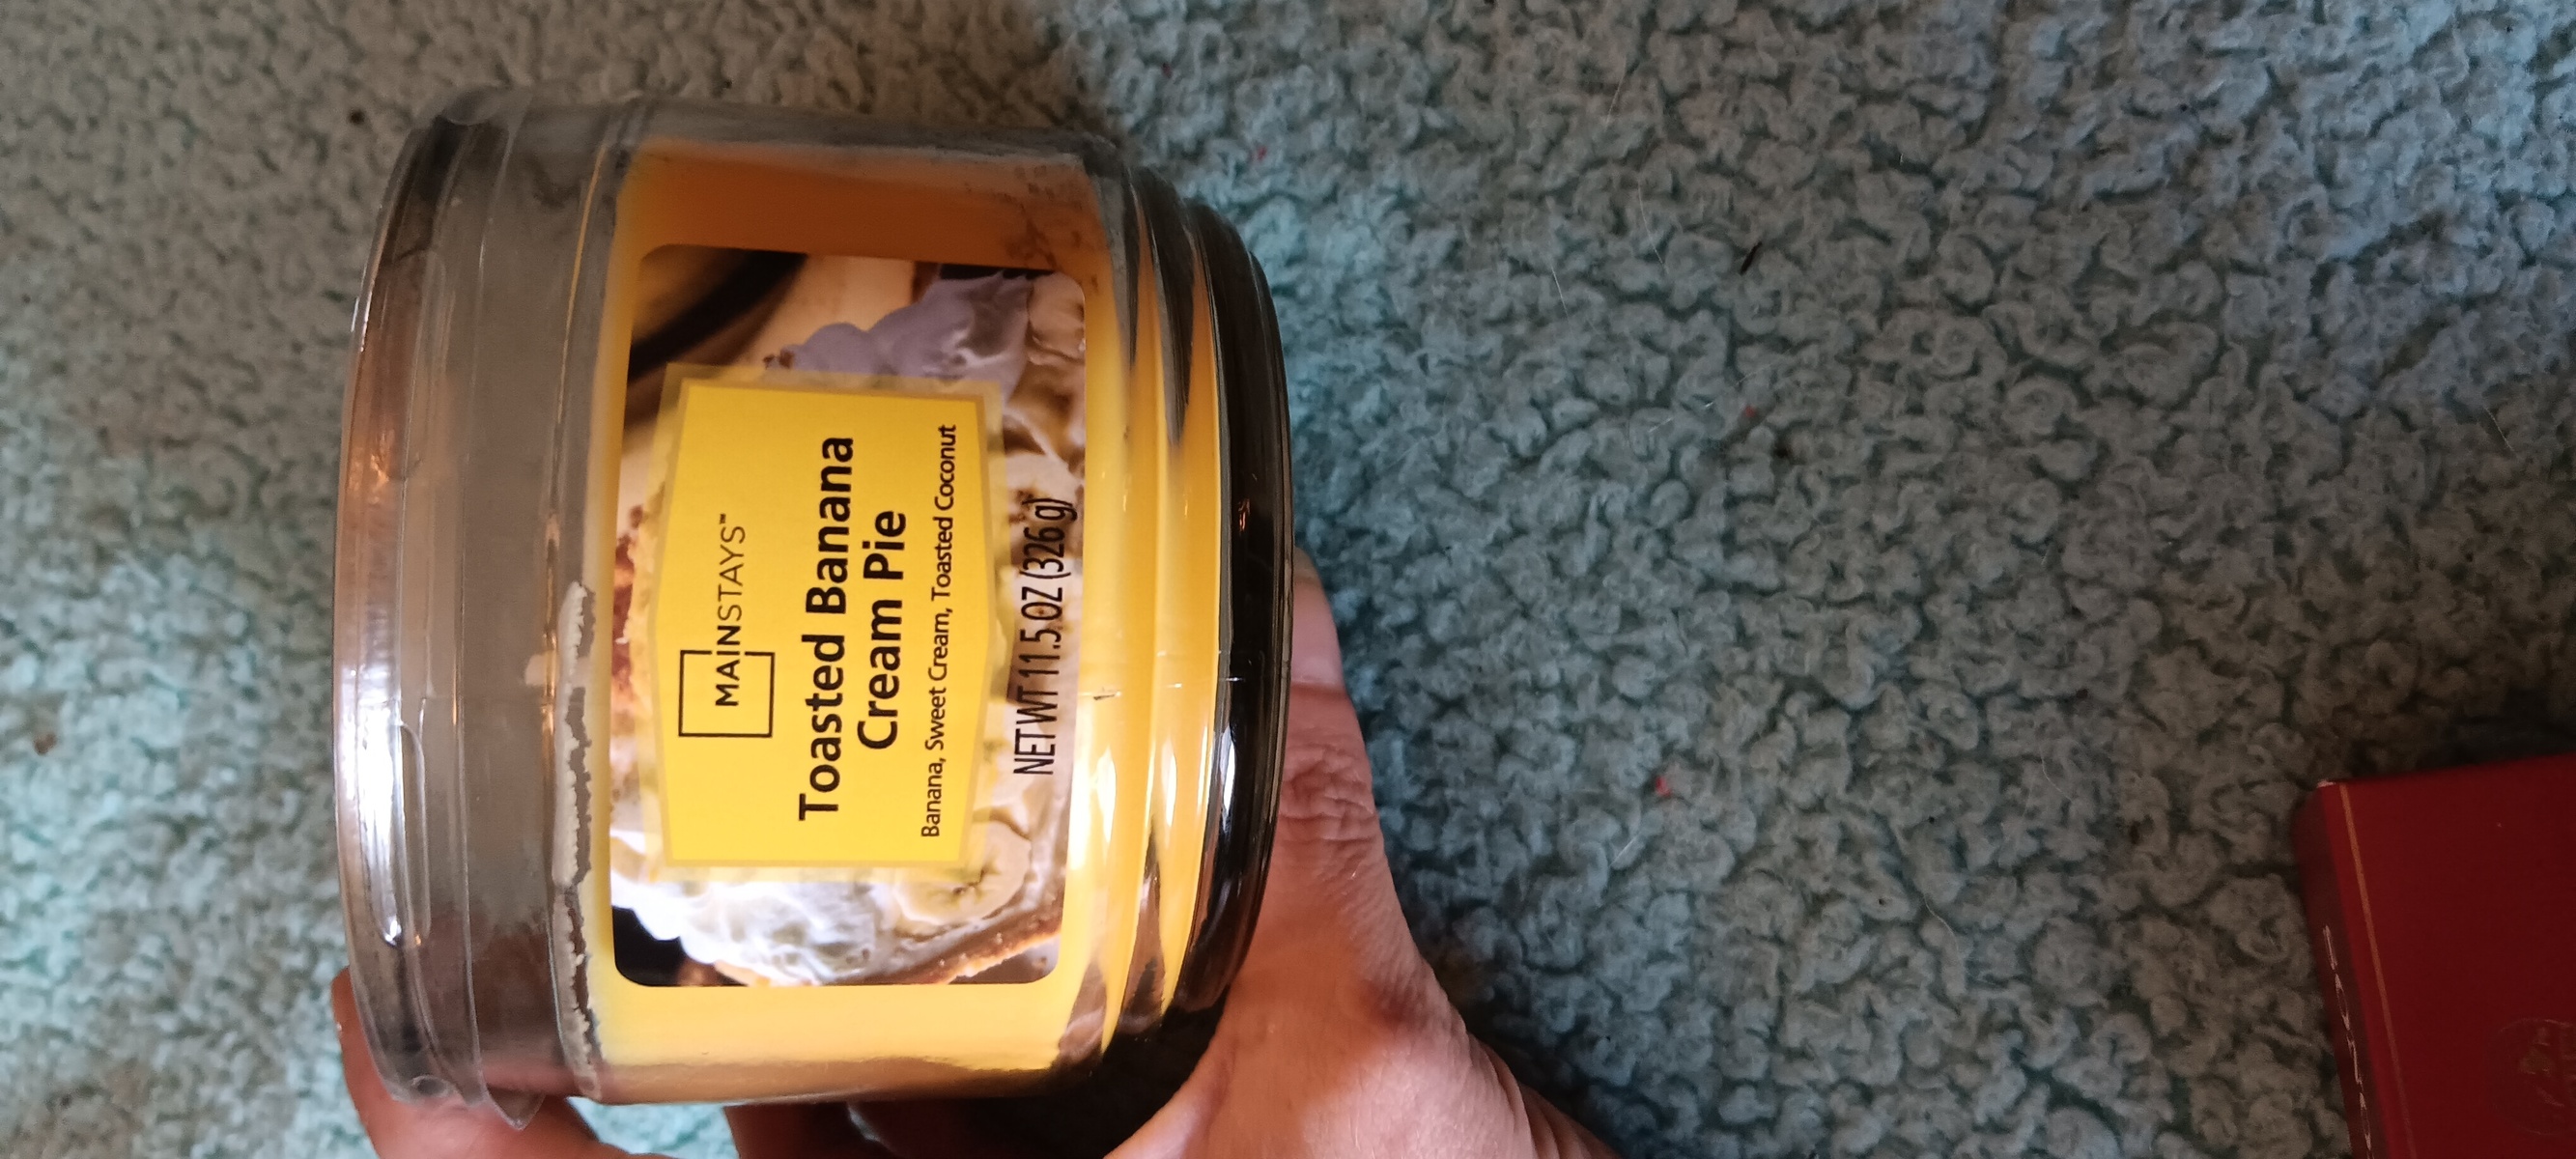 MAINSTAYS™
Toasted Banana
Cream Pie
Banana, Sweet Cream, Toasted Coconut
NET WT 11.5 OZ (326 g)